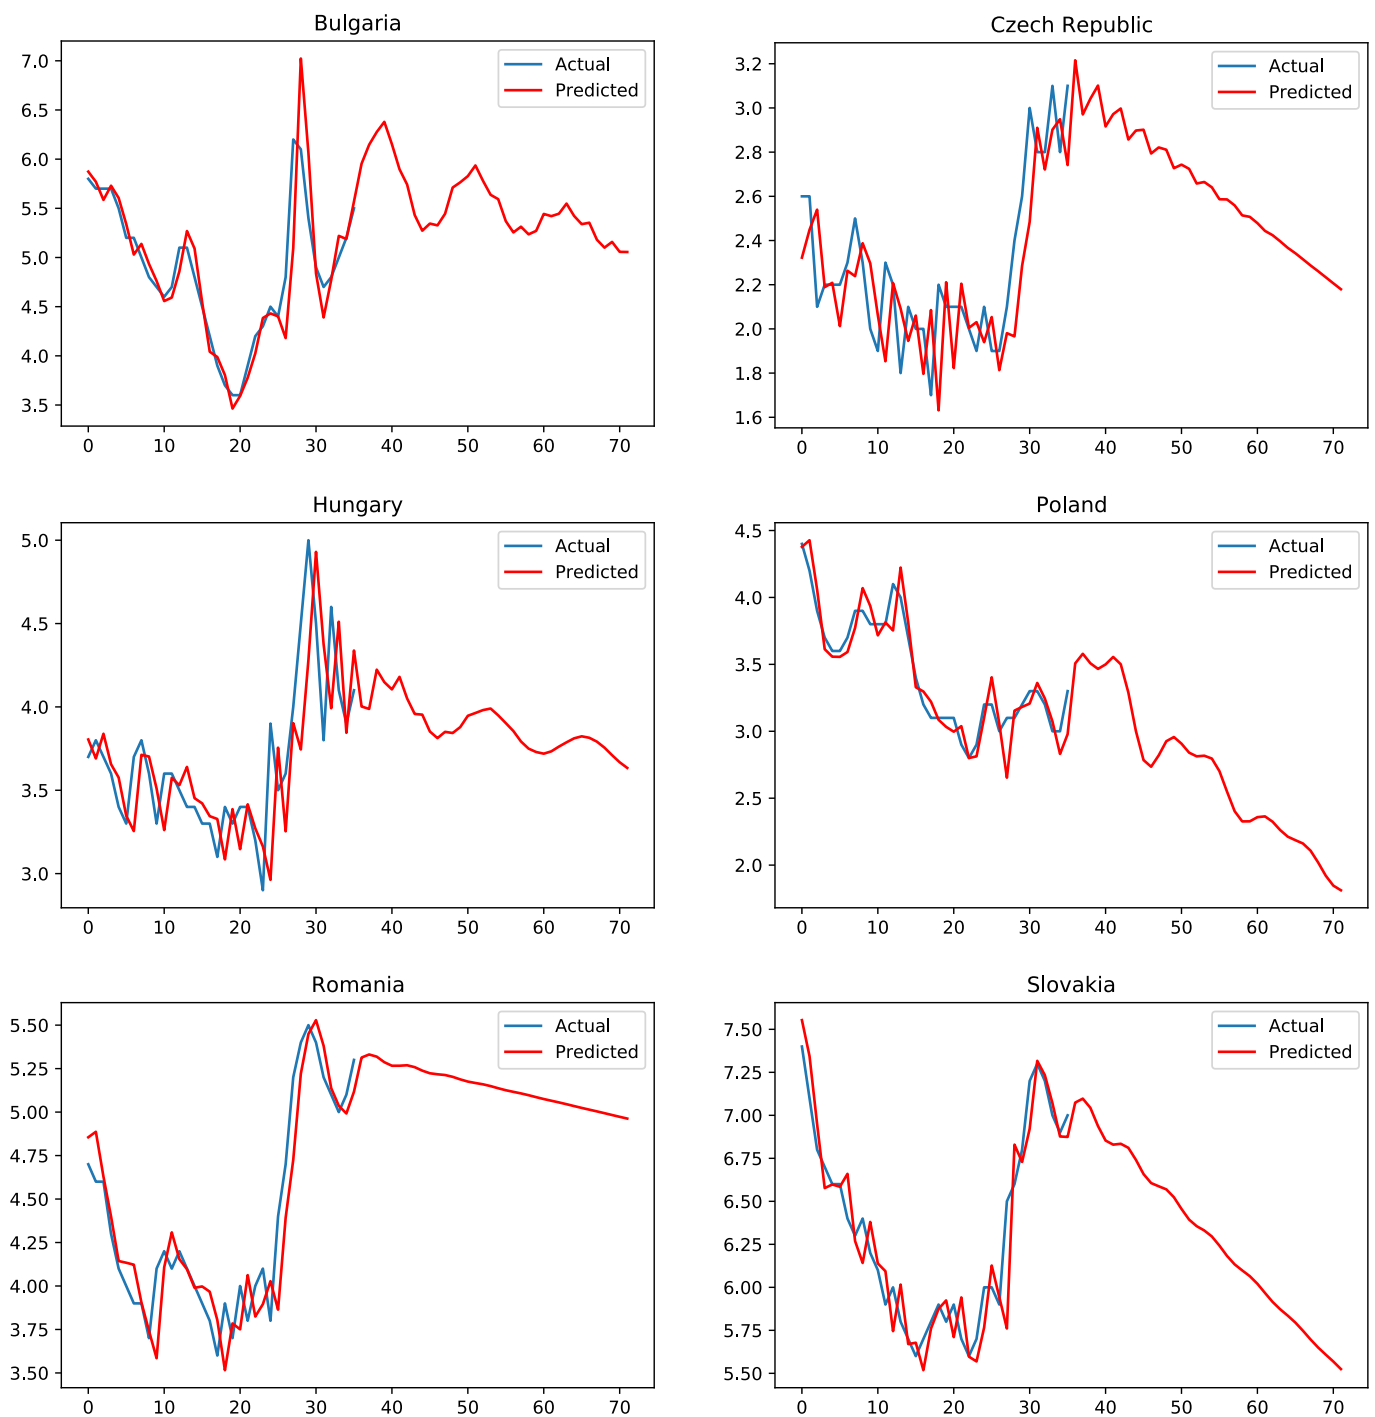 Bulgaria
7.0
6.5
6.0
5.5
5.0
4.5
4.0
3.5
0 10 20 30 40 50 60 70
Actual
Predicted
Czech Republic
3.2
3.0
2.8
2.6
2.4
2.2
2.0
1.8
1.6
0 10 20 30 40 50 60 70
Actual
Predicted
Hungary
5.0
4.5
4.0
3.5
3.0
0 10 20 30 40 50 60 70
Actual
Predicted
Poland
4.5
4.0
3.5
3.0
2.5
2.0
0 10 20 30 40 50 60 70
Actual
Predicted
Romania
5.50
5.25
5.00
4.75
4.50
4.25
4.00
3.75
3.50
0 10 20 30 40 50 60 70
Actual
Predicted
Slovakia
7.50
7.25
7.00
6.75
6.50
6.25
6.00
5.75
5.50
0 10 20 30 40 50 60 70
Actual
Predicted